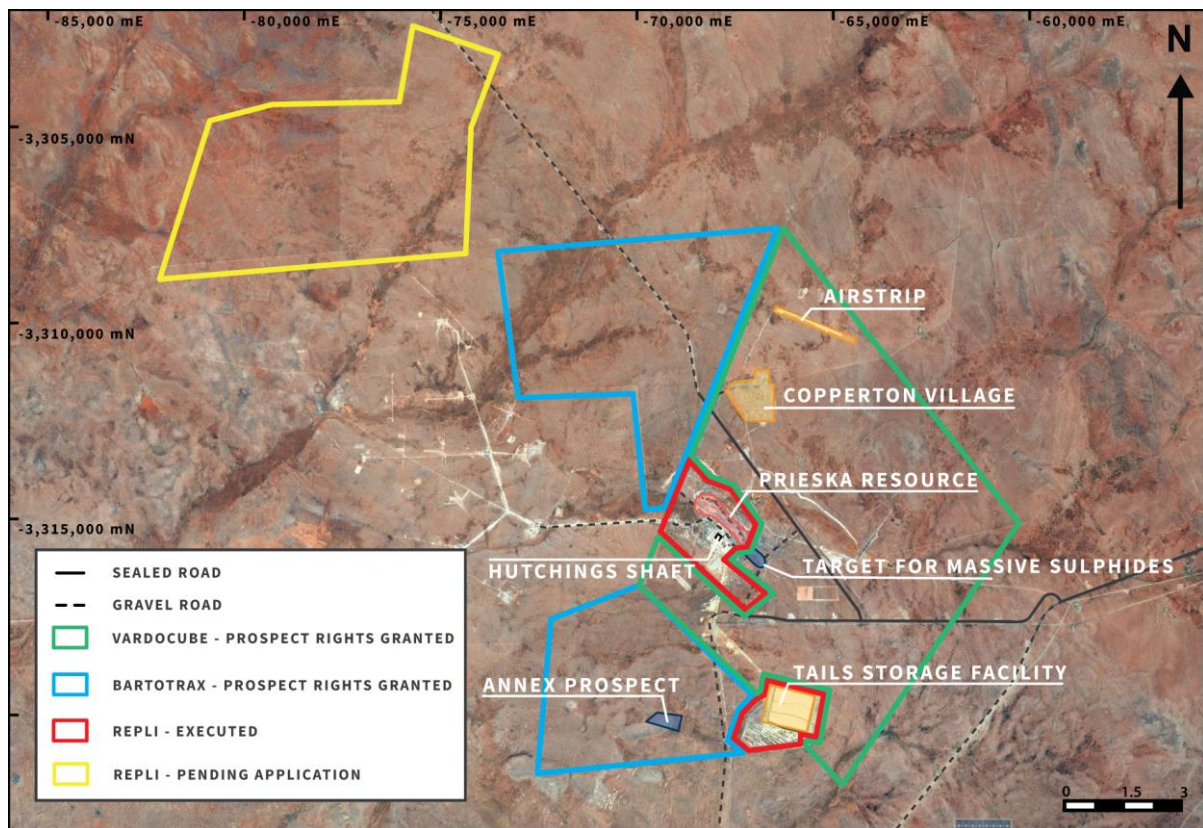 -85,000 mE
-80,000 mE
-75,000 mE
-70,000 mE
-65,000 mE
-60,000 mE
N
-3,305,000 mN
AIRSTRIP
-3,310,000 mN
COPPERTON VILLAGE
PRIESKA RESOURCE
-3,315,000 mN
HUTCHINGS SHAFT
TARGET FOR MASSIVE SULPHIDES
SEALED ROAD
GRAVEL ROAD
VARDOCUBE - PROSPECT RIGHTS GRANTED
BARTOTRAX - PROSPECT RIGHTS GRANTED
REPLI - EXECUTED
REPLI - PENDING APPLICATION
TAILS STORAGE FACILITY
ANNEX PROSPECT
0 1.5 3